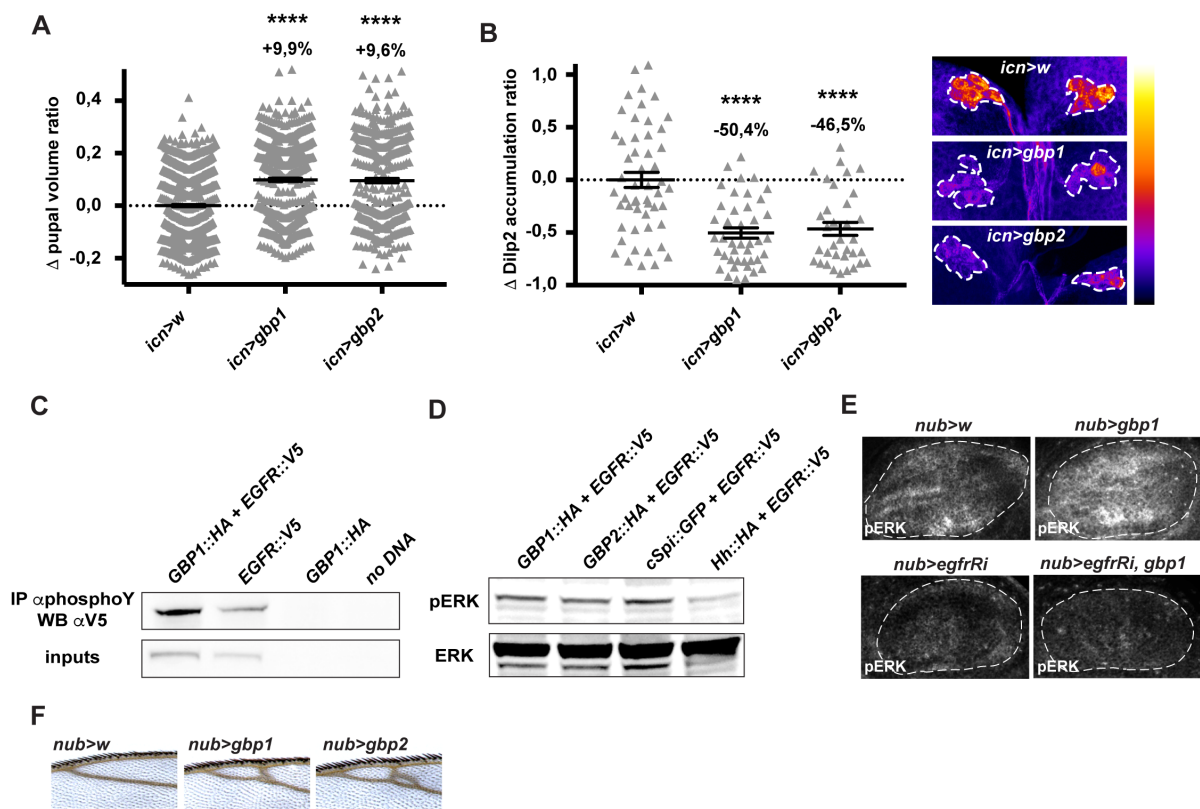 A
****
****
+9,9%
+9,6%
Δ pupal volume ratio
0,4
0,2
0,0
-0,2
icn>w
icn>gbp1
icn>gbp2
B
****
****
-50,4%
-46,5%
Δ Dilp2 accumulation ratio
1,0
0,5
0,0
-0,5
-1,0
icn>w
icn>gbp1
icn>gbp2
icn>w
icn>gbp1
icn>gbp2
C
GBP1::HA + EGFR::V5
EGFR::V5
GBP1::HA
no DNA
IP αphosphoY
WB αV5
inputs
D
GBP1::HA + EGFR::V5
GBP2::HA + EGFR::V5
cSpi::GFP + EGFR::V5
Hh::HA + EGFR::V5
pERK
ERK
E
nub>w
nub>gbp1
pERK
pERK
nub>egfrRi
nub>egfrRi, gbp1
pERK
pERK
F
nub>w
nub>gbp1
nub>gbp2